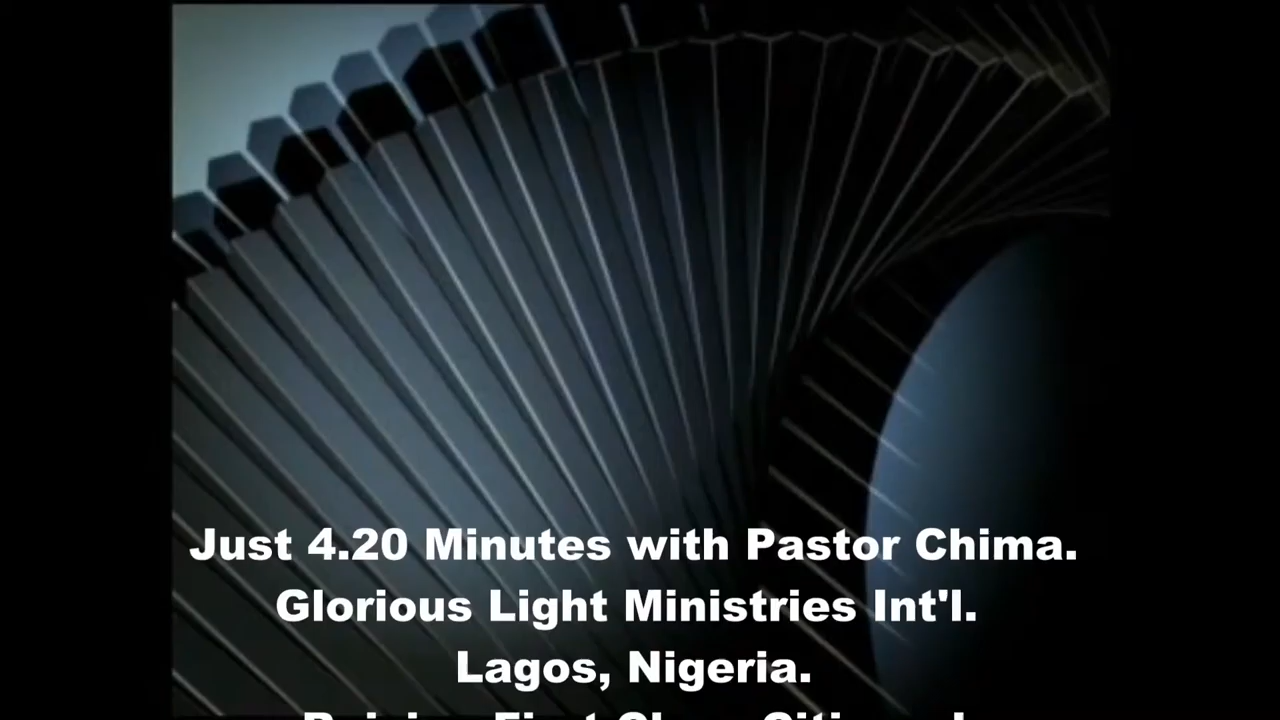 Just 4.20 Minutes with Pastor Chima.
Glorious Light Ministries Int'l.
Lagos, Nigeria.